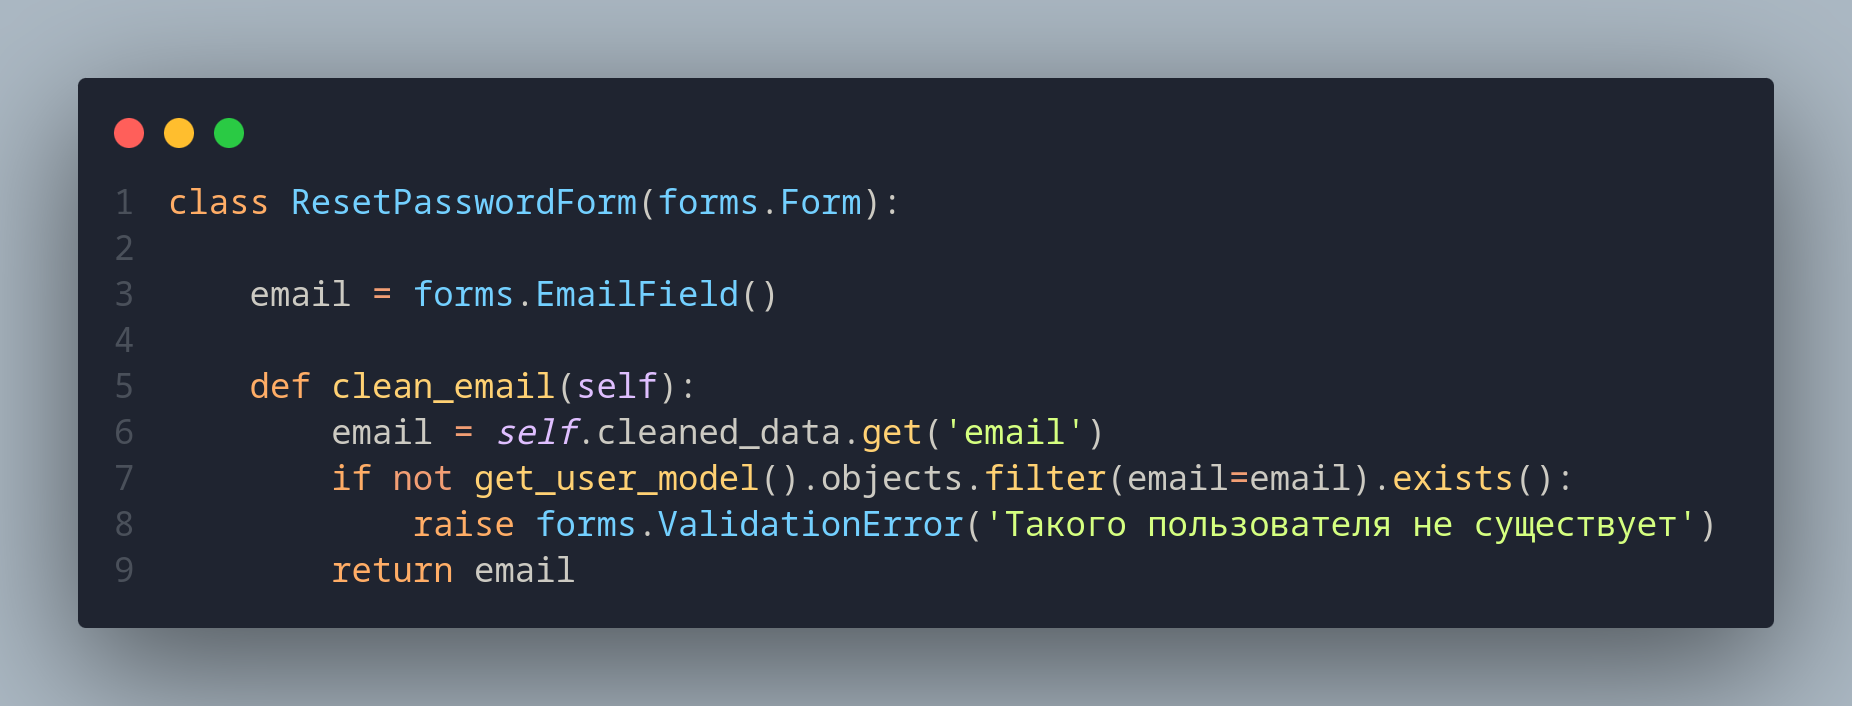 1 class ResetPasswordForm(forms.Form):
2
3     email = forms.EmailField()
4
5     def clean_email(self):
6         email = self.cleaned_data.get('email')
7         if not get_user_model().objects.filter(email=email).exists():
8             raise forms.ValidationError('Такого пользователя не существует')
9         return email